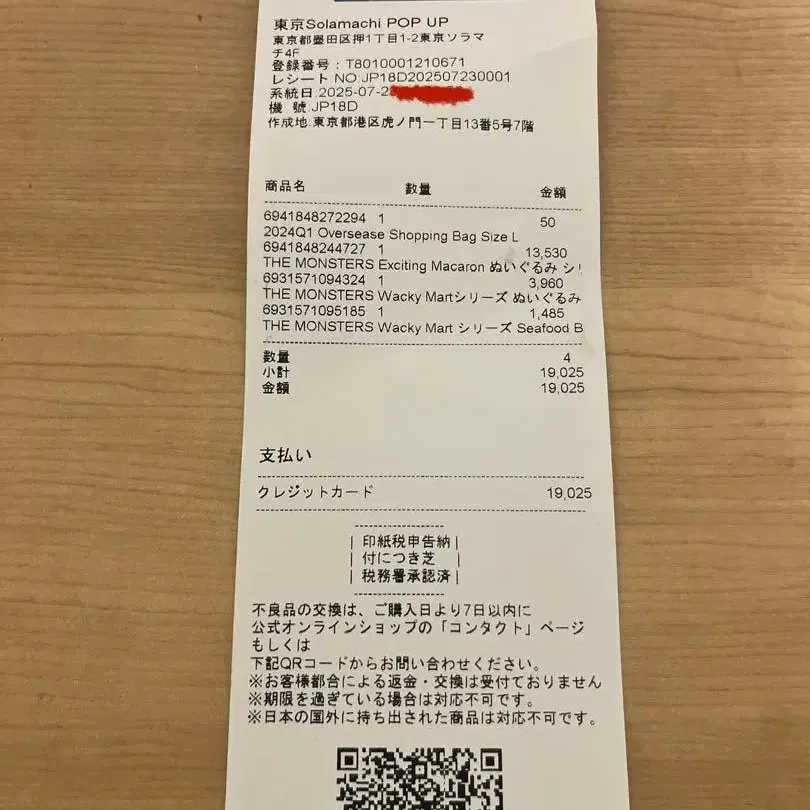 東京Solamachi POP UP
東京都墨田区押1丁目1-2東京ソラマ
チ4F
登録番号：T8010001210671
レシート NO:JP18D202507230001
系統日:2025-07-2
機 號:JP18D
作成地:東京都港区虎ノ門一丁目13番5号7階
商品名 数量 金額
6941848272294 1 50
2024Q1 Oversease Shopping Bag Size L
6941848244727 1 13,530
THE MONSTERS Exciting Macaron ぬいぐるみ シ
6931571094324 1 3,960
THE MONSTERS Wacky Martシリーズ ぬいぐるみ
6931571095185 1 1,485
THE MONSTERS Wacky Mart シリーズ Seafood B
数量 4
小計 19,025
金額 19,025
支払い
クレジットカード 19,025
印紙税申告納
付につき芝
税務署承認済
不良品の交換は、ご購入日より7日以内に
公式オンラインショップの「コンタクト」ページ
もしくは
下記QRコードからお問い合わせください。
※お客様都合による返金・交換は受付ておりません
※期限を過ぎている場合は対応不可です。
※日本の国外に持ち出された商品は対応不可です。